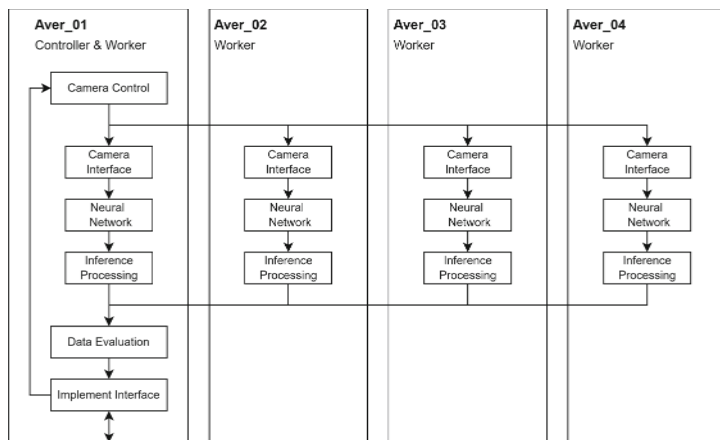 Aver_01
Controller & Worker
Aver_02
Worker
Aver_03
Worker
Aver_04
Worker
Camera Control
Camera
Interface
Camera
Interface
Camera
Interface
Camera
Interface
Neural
Network
Neural
Network
Neural
Network
Neural
Network
Inference
Processing
Inference
Processing
Inference
Processing
Inference
Processing
Data Evaluation
Implement Interface